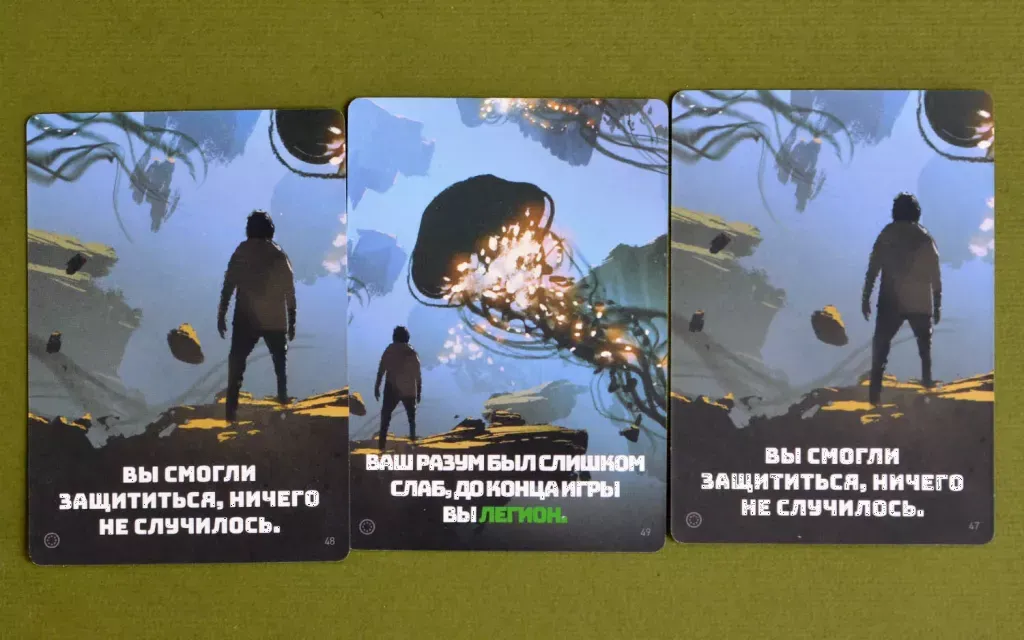 ВЫ СМОГЛИ
ЗАЩИТИТЬСЯ, НИЧЕГО
НЕ СЛУЧИЛОСЬ.
48
ВАШ РАЗУМ БЫЛ СЛИШКОМ
СЛАБ, ДО КОНЦА ИГРЫ
ВЫ ЛЕГИОН.
49
ВЫ СМОГЛИ
ЗАЩИТИТЬСЯ, НИЧЕГО
НЕ СЛУЧИЛОСЬ.
47